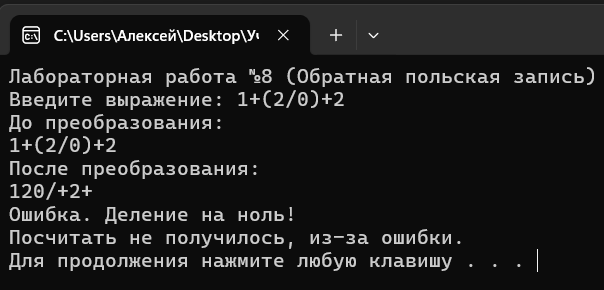 C:\Users\Алексей\Desktop\Уч
Лабораторная работа №8 (Обратная польская запись)
Введите выражение: 1+(2/0)+2
До преобразования:
1+(2/0)+2
После преобразования:
120/+2+
Ошибка. Деление на ноль!
Посчитать не получилось, из-за ошибки.
Для продолжения нажмите любую клавишу . . .